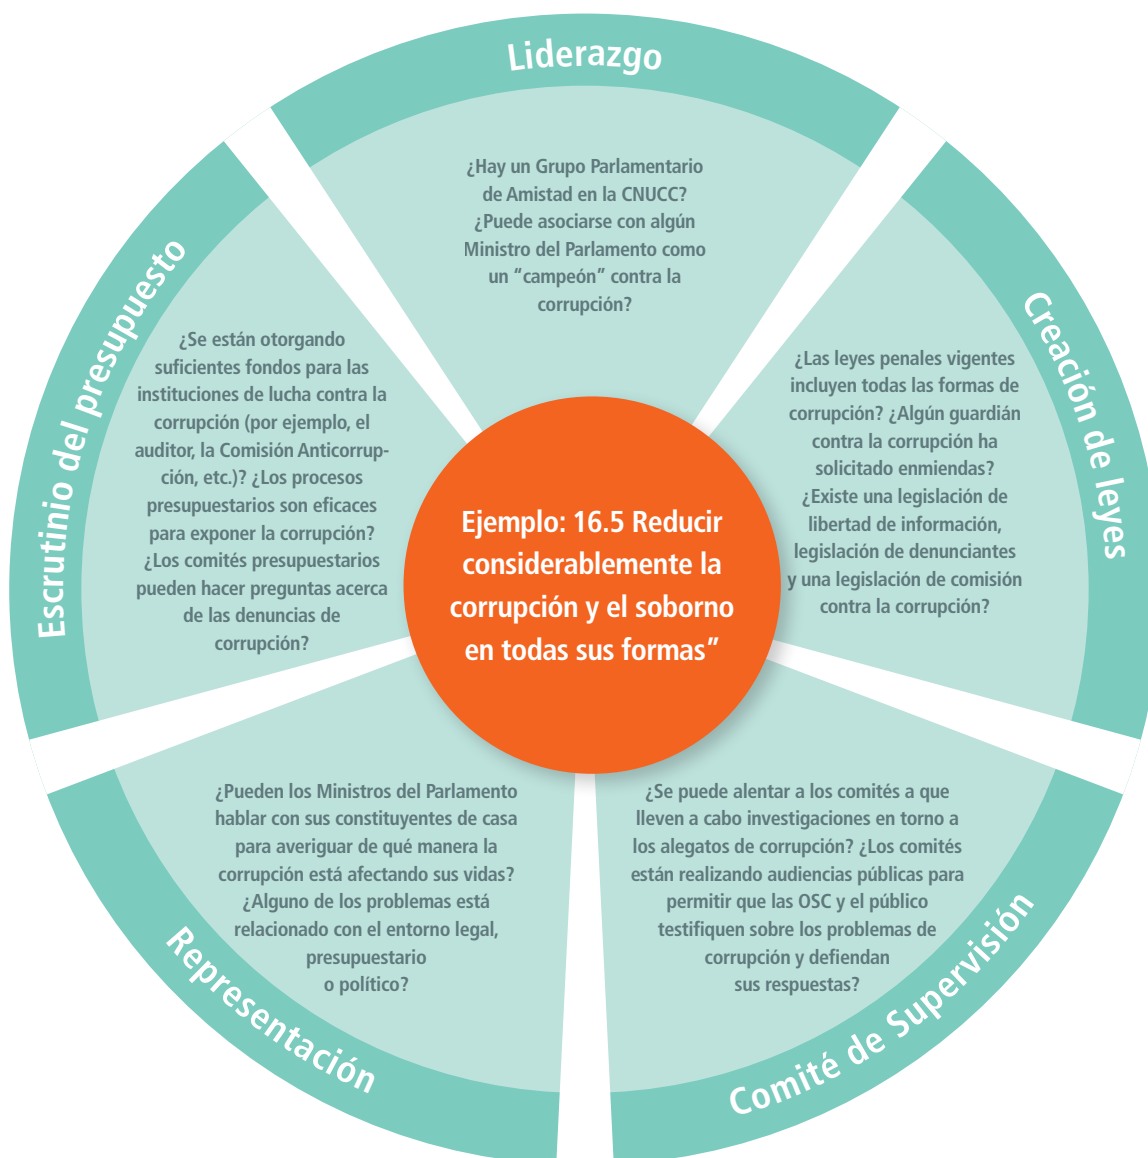 Liderazgo
¿Hay un Grupo Parlamentario
de Amistad en la CNUCC?
¿Puede asociarse con algún
Ministro del Parlamento como
un “campeón” contra la
corrupción?
Creación de leyes
¿Las leyes penales vigentes
incluyen todas las formas de
corrupción? ¿Algún guardián
contra la corrupción ha
solicitado enmiendas?
¿Existe una legislación de
libertad de información,
legislación de denunciantes
y una legislación de comisión
contra la corrupción?
Comité de Supervisión
¿Se puede alentar a los comités a que
lleven a cabo investigaciones en torno a
los alegatos de corrupción? ¿Los comités
están realizando audiencias públicas para
permitir que las OSC y el público
testifiquen sobre los problemas de
corrupción y defiendan
sus respuestas?
Representación
¿Pueden los Ministros del Parlamento
hablar con sus constituyentes de casa
para averiguar de qué manera la
corrupción está afectando sus vidas?
¿Alguno de los problemas está
relacionado con el entorno legal,
presupuestario
o político?
Escrutinio del presupuesto
¿Se están otorgando
suficientes fondos para las
instituciones de lucha contra la
corrupción (por ejemplo, el
auditor, la Comisión Anticorrup-
ción, etc.)? ¿Los procesos
presupuestarios son eficaces
para exponer la corrupción?
¿Los comités presupuestarios
pueden hacer preguntas acerca
de las denuncias de
corrupción?
Ejemplo: 16.5 Reducir
considerablemente la
corrupción y el soborno
en todas sus formas”